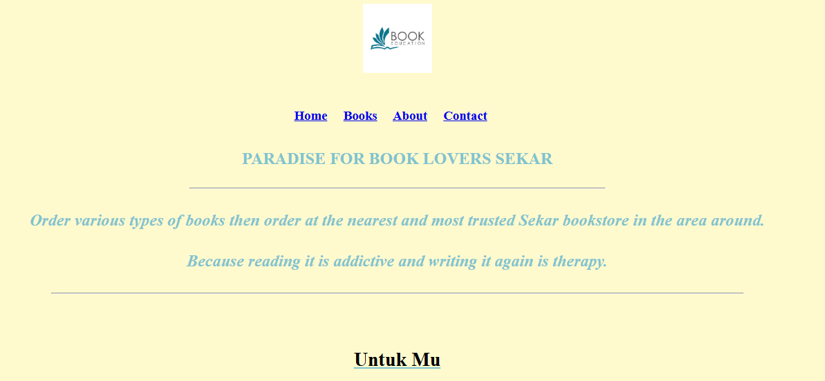 BOOK
EDUCATION
Home Books About Contact
PARADISE FOR BOOK LOVERS SEKAR
Order various types of books then order at the nearest and most trusted Sekar bookstore in the area around.
Because reading it is addictive and writing it again is therapy.
Untuk Mu